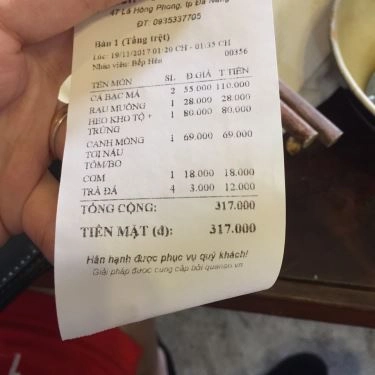 47 Lê Hồng Phong, tp Đà Nẵng
ĐT: 0935337705
Bàn 1 (Tầng trệt)
Lúc: 19/11/2017 01:20 CH - 01:35 CH
Nhân viên: Bếp Hên 00356
TÊN MÓN SL Đ.GIÁ T TIỀN
CÀ BẠC MÁ 2 55.000 110.000
RAU MUỐNG 1 28.000 28.000
HEO KHO TỘ + 1 80.000 80.000
TRỨNG
CANH MỒNG 1 69.000 69.000
TƠI NẤU
TÔM/BÒ
COM 1 18.000 18.000
TRÀ ĐÁ 4 3.000 12.000
TỔNG CỘNG: 317.000
TIỀN MẶT (đ): 317.000
Hân hạnh được phục vụ quý khách!
Giải pháp được cung cấp bởi quanan.vn